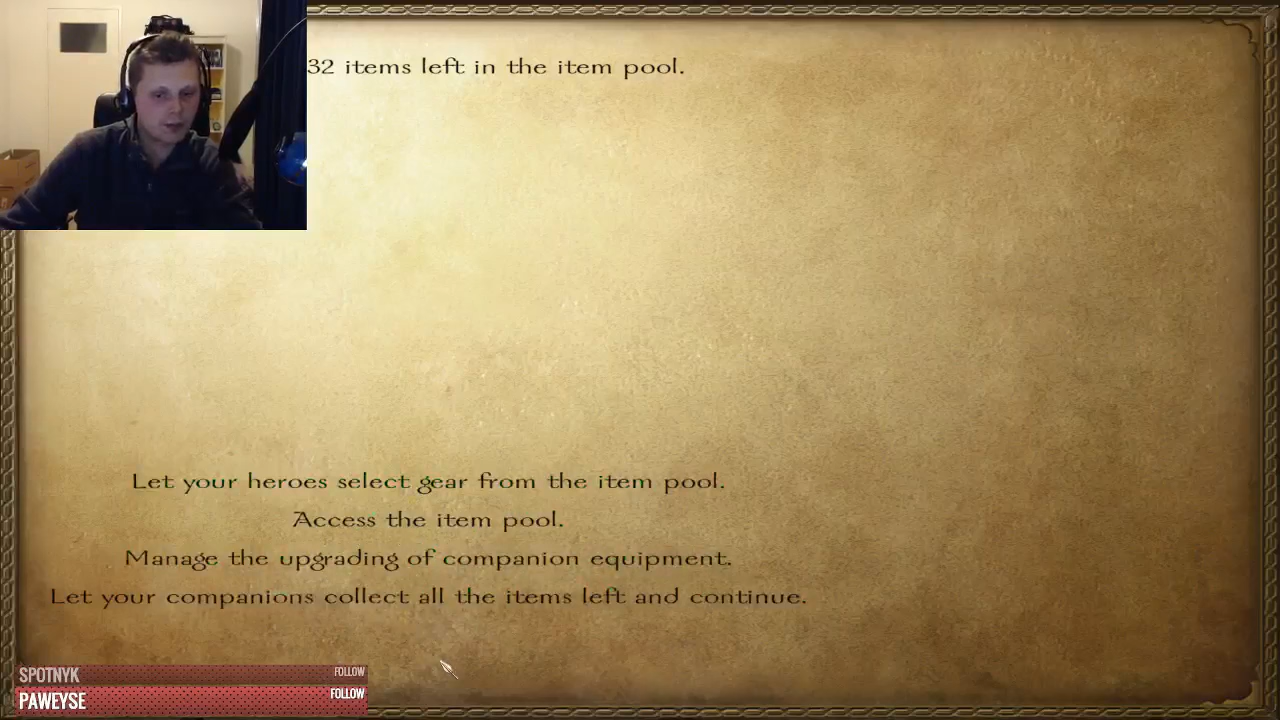 32 items left in the item pool.
Let your heroes select gear from the item pool.
Access the item pool.
Manage the upgrading of companion equipment.
Let your companions collect all the items left and continue.
SPOTNYK FOLLOW
PAWEYSE FOLLOW